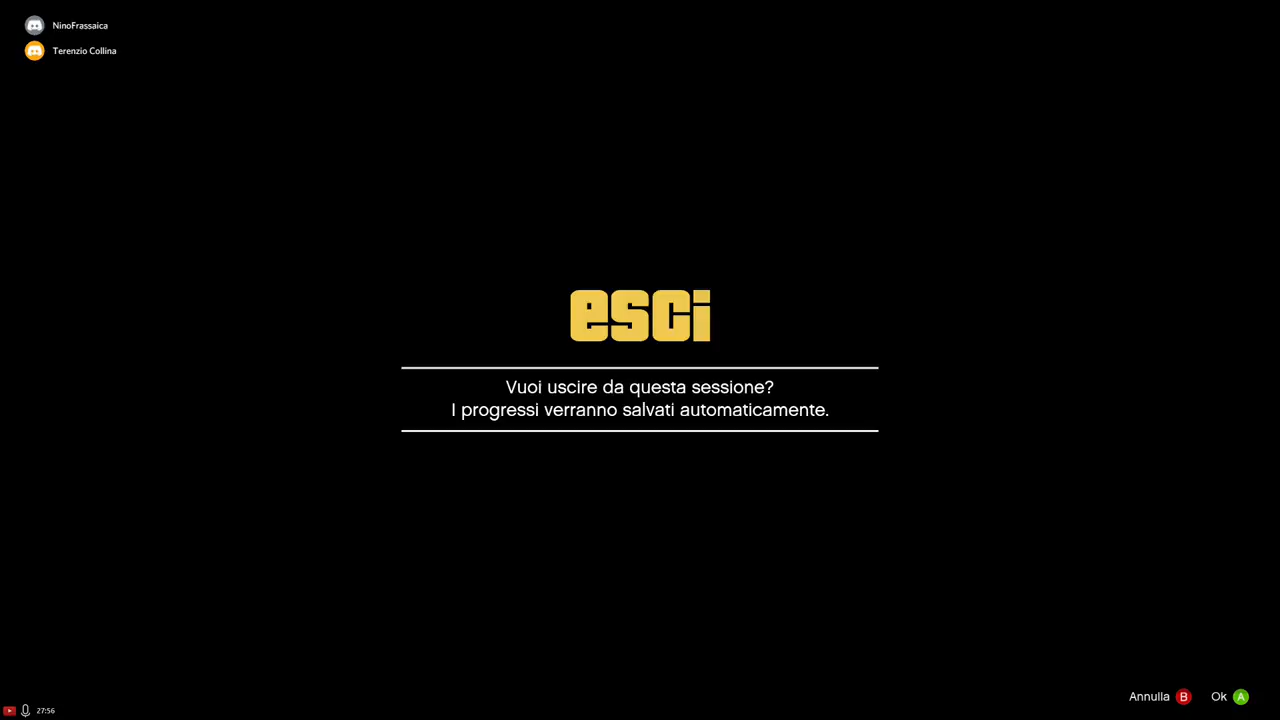 NinoFrassaica
Terenzio Collina
esci
Vuoi uscire da questa sessione?
I progressi verranno salvati automaticamente.
Annulla B Ok A
27:56